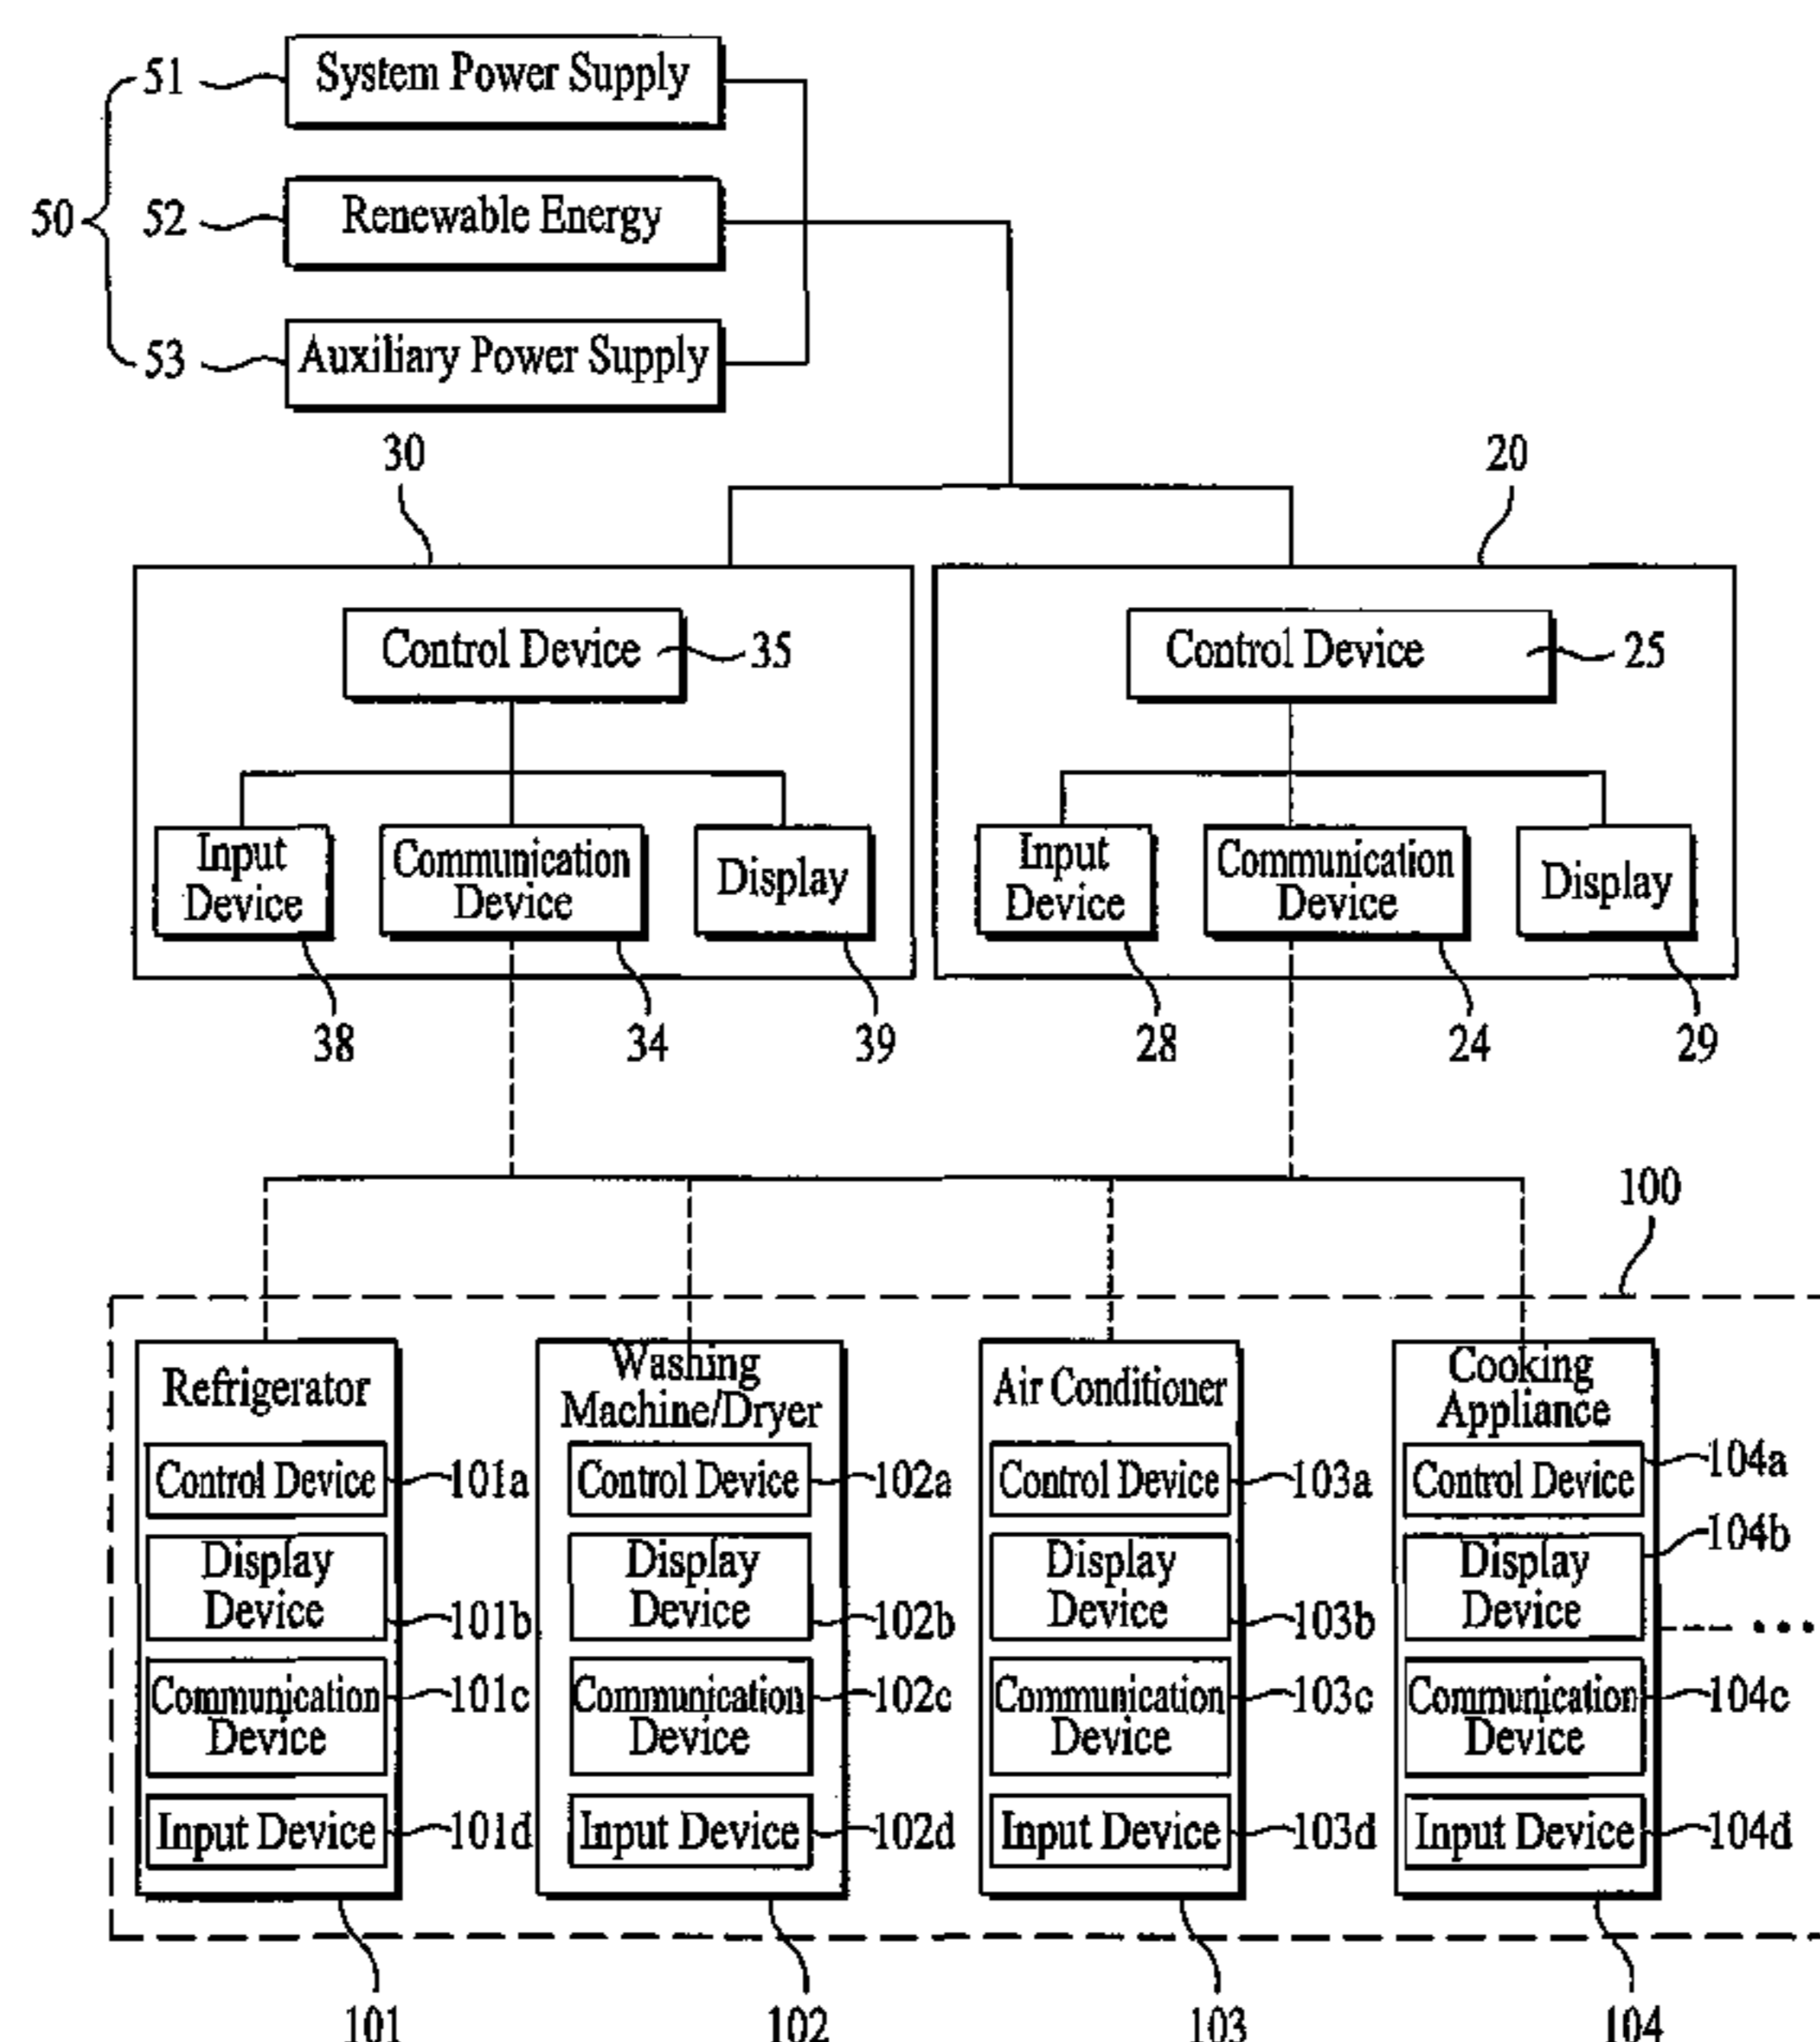 51
System Power Supply
50
52
Renewable Energy
53
Auxiliary Power Supply
30
20
Control Device
35
Control Device
25
Input
Device
Communication
Device
Display
Input
Device
Communication
Device
Display
38
34
39
28
24
29
100
Refrigerator
Washing
Machine/Dryer
Air Conditioner
Cooking
Appliance
Control Device
101a
Control Device
102a
Control Device
103a
Control Device
104a
Display
Device
101b
Display
Device
102b
Display
Device
103b
Display
Device
104b
Communication
Device
101c
Communication
Device
102c
Communication
Device
103c
Communication
Device
104c
Input Device
101d
Input Device
102d
Input Device
103d
Input Device
104d
101
102
103
104